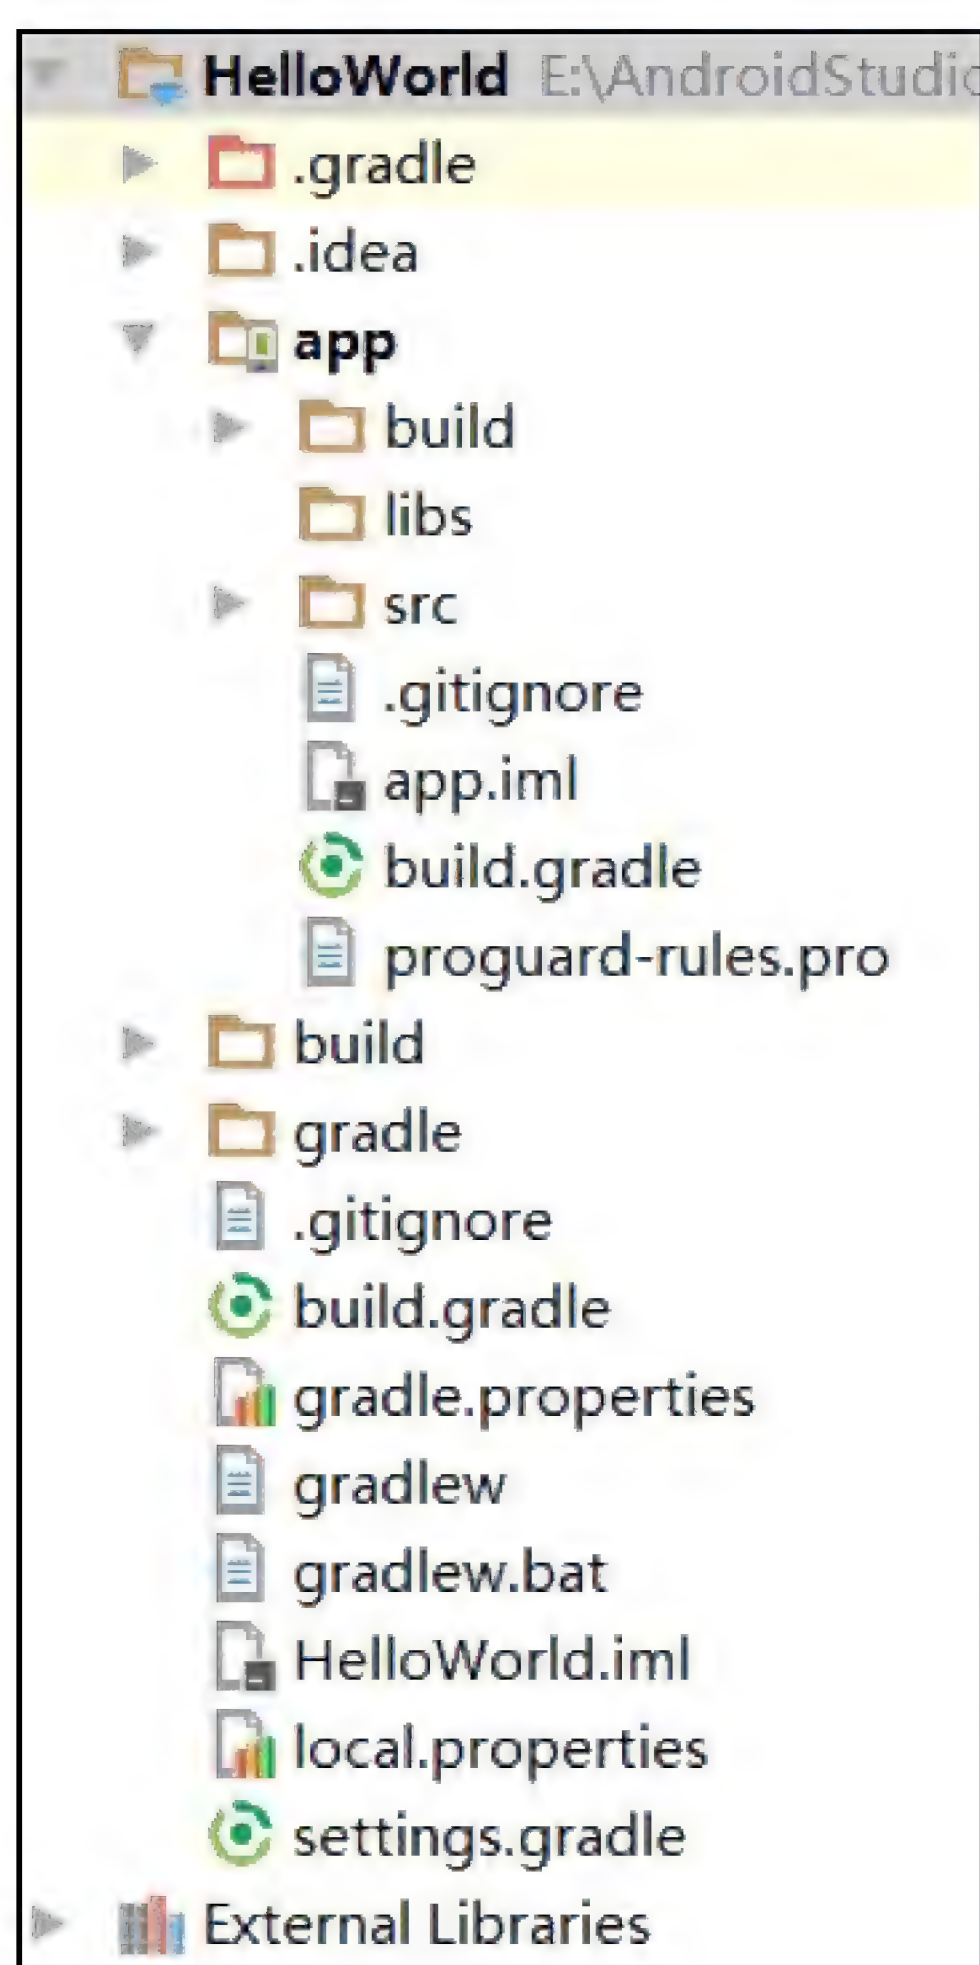 HelloWorld E:\AndroidStudio
.gradle
.idea
app
build
libs
src
.gitignore
app.iml
build.gradle
proguard-rules.pro
build
gradle
.gitignore
build.gradle
gradle.properties
gradlew
gradlew.bat
HelloWorld.iml
local.properties
settings.gradle
External Libraries